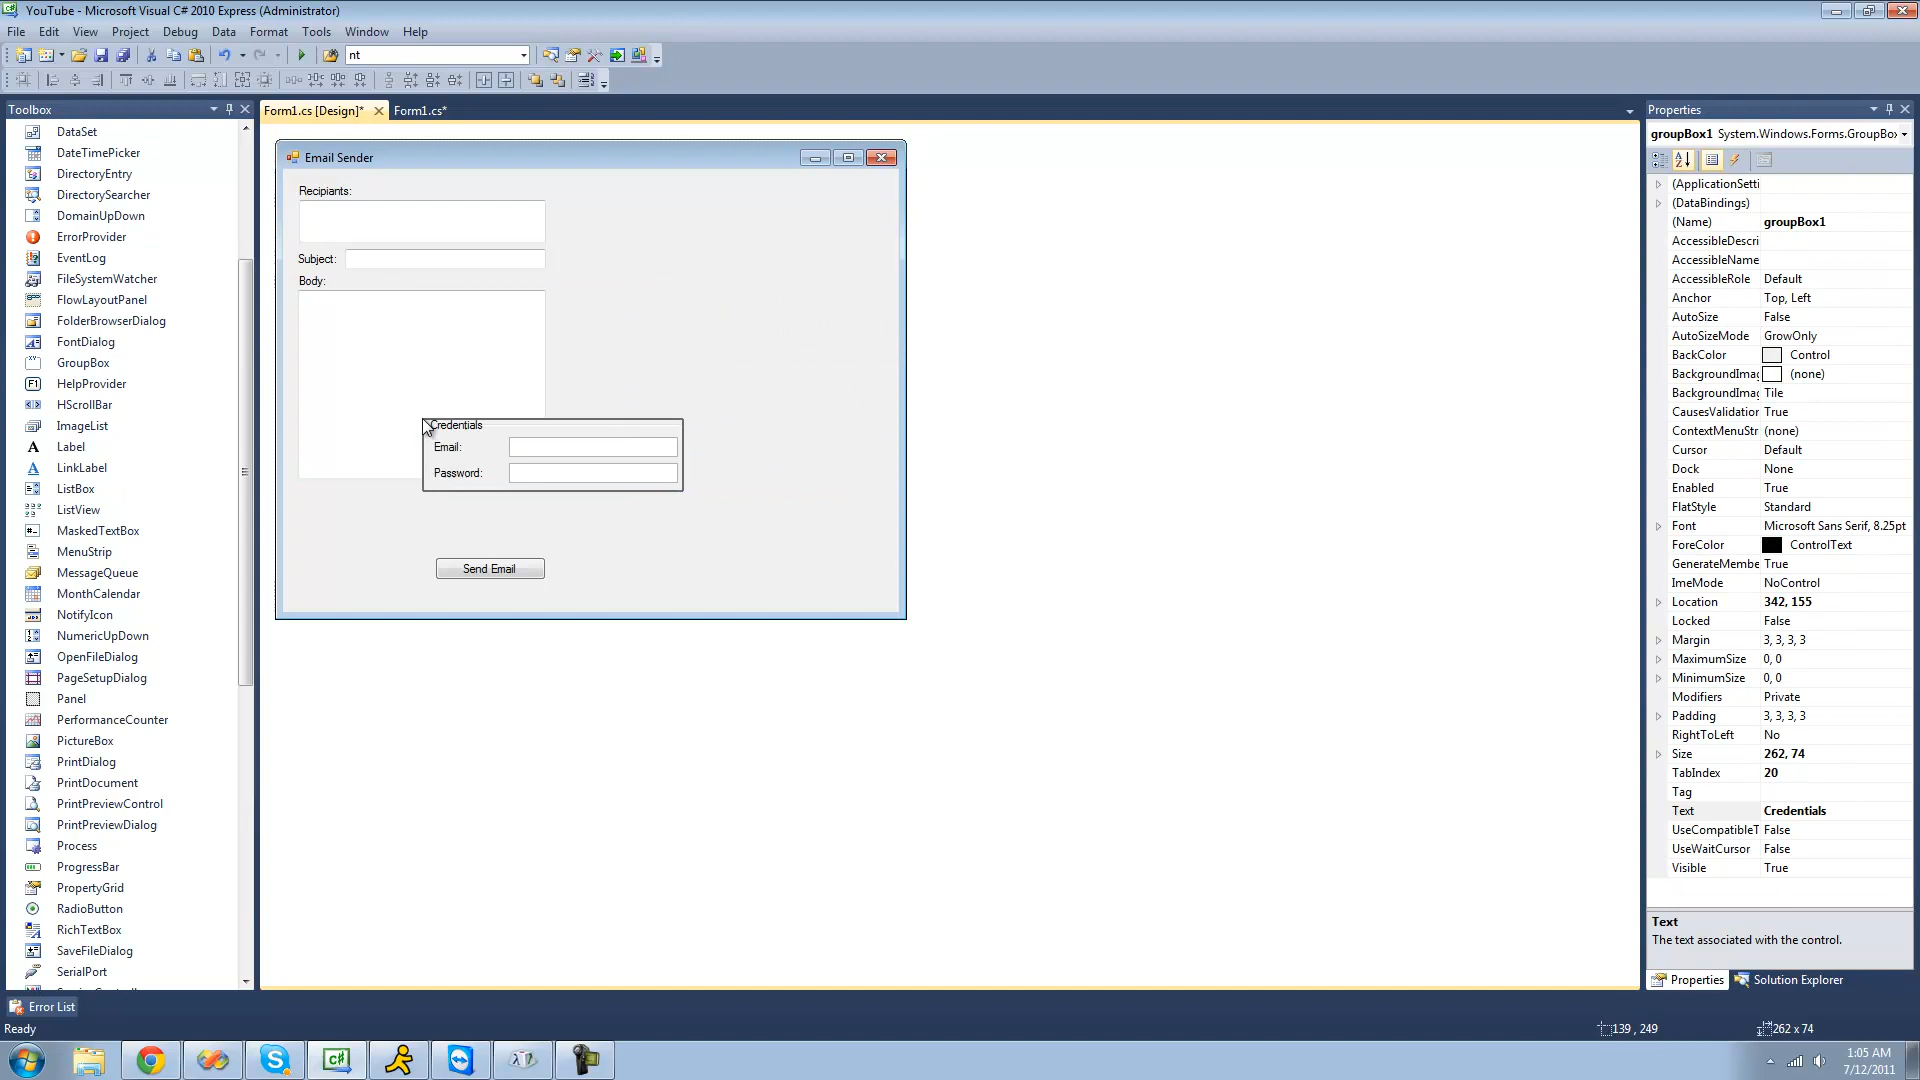 YouTube - Microsoft Visual C# 2010 Express (Administrator)
File Edit View Project Debug Data Format Tools Window Help
nt
Toolbox
Form1.cs [Design]*
Form1.cs*
Properties
DataSet
DateTimePicker
DirectoryEntry
DirectorySearcher
DomainUpDown
ErrorProvider
EventLog
FileSystemWatcher
FlowLayoutPanel
FolderBrowserDialog
FontDialog
GroupBox
HelpProvider
HScrollBar
ImageList
Label
LinkLabel
ListBox
ListView
MaskedTextBox
MenuStrip
MessageQueue
MonthCalendar
NotifyIcon
NumericUpDown
OpenFileDialog
PageSetupDialog
Panel
PerformanceCounter
PictureBox
PrintDialog
PrintDocument
PrintPreviewControl
PrintPreviewDialog
Process
ProgressBar
PropertyGrid
RadioButton
RichTextBox
SaveFileDialog
SerialPort
Email Sender
Recipiants:
Subject:
Body:
Credentials
Email:
Password:
Send Email
groupBox1 System.Windows.Forms.GroupBo
(ApplicationSetti
(DataBindings)
(Name) groupBox1
AccessibleDescri
AccessibleName
AccessibleRole Default
Anchor Top, Left
AutoSize False
AutoSizeMode GrowOnly
BackColor Control
BackgroundImag (none)
BackgroundImag Tile
CausesValidation True
ContextMenuStr (none)
Cursor Default
Dock None
Enabled True
FlatStyle Standard
Font Microsoft Sans Serif, 8.25pt
ForeColor ControlText
GenerateMembe True
ImeMode NoControl
Location 342, 155
Locked False
Margin 3, 3, 3, 3
MaximumSize 0, 0
MinimumSize 0, 0
Modifiers Private
Padding 3, 3, 3, 3
RightToLeft No
Size 262, 74
TabIndex 20
Tag
Text Credentials
UseCompatibleT False
UseWaitCursor False
Visible True
Text
The text associated with the control.
Properties Solution Explorer
Error List
Ready
139 , 249
262 x 74
C#
1:05 AM
7/12/2011